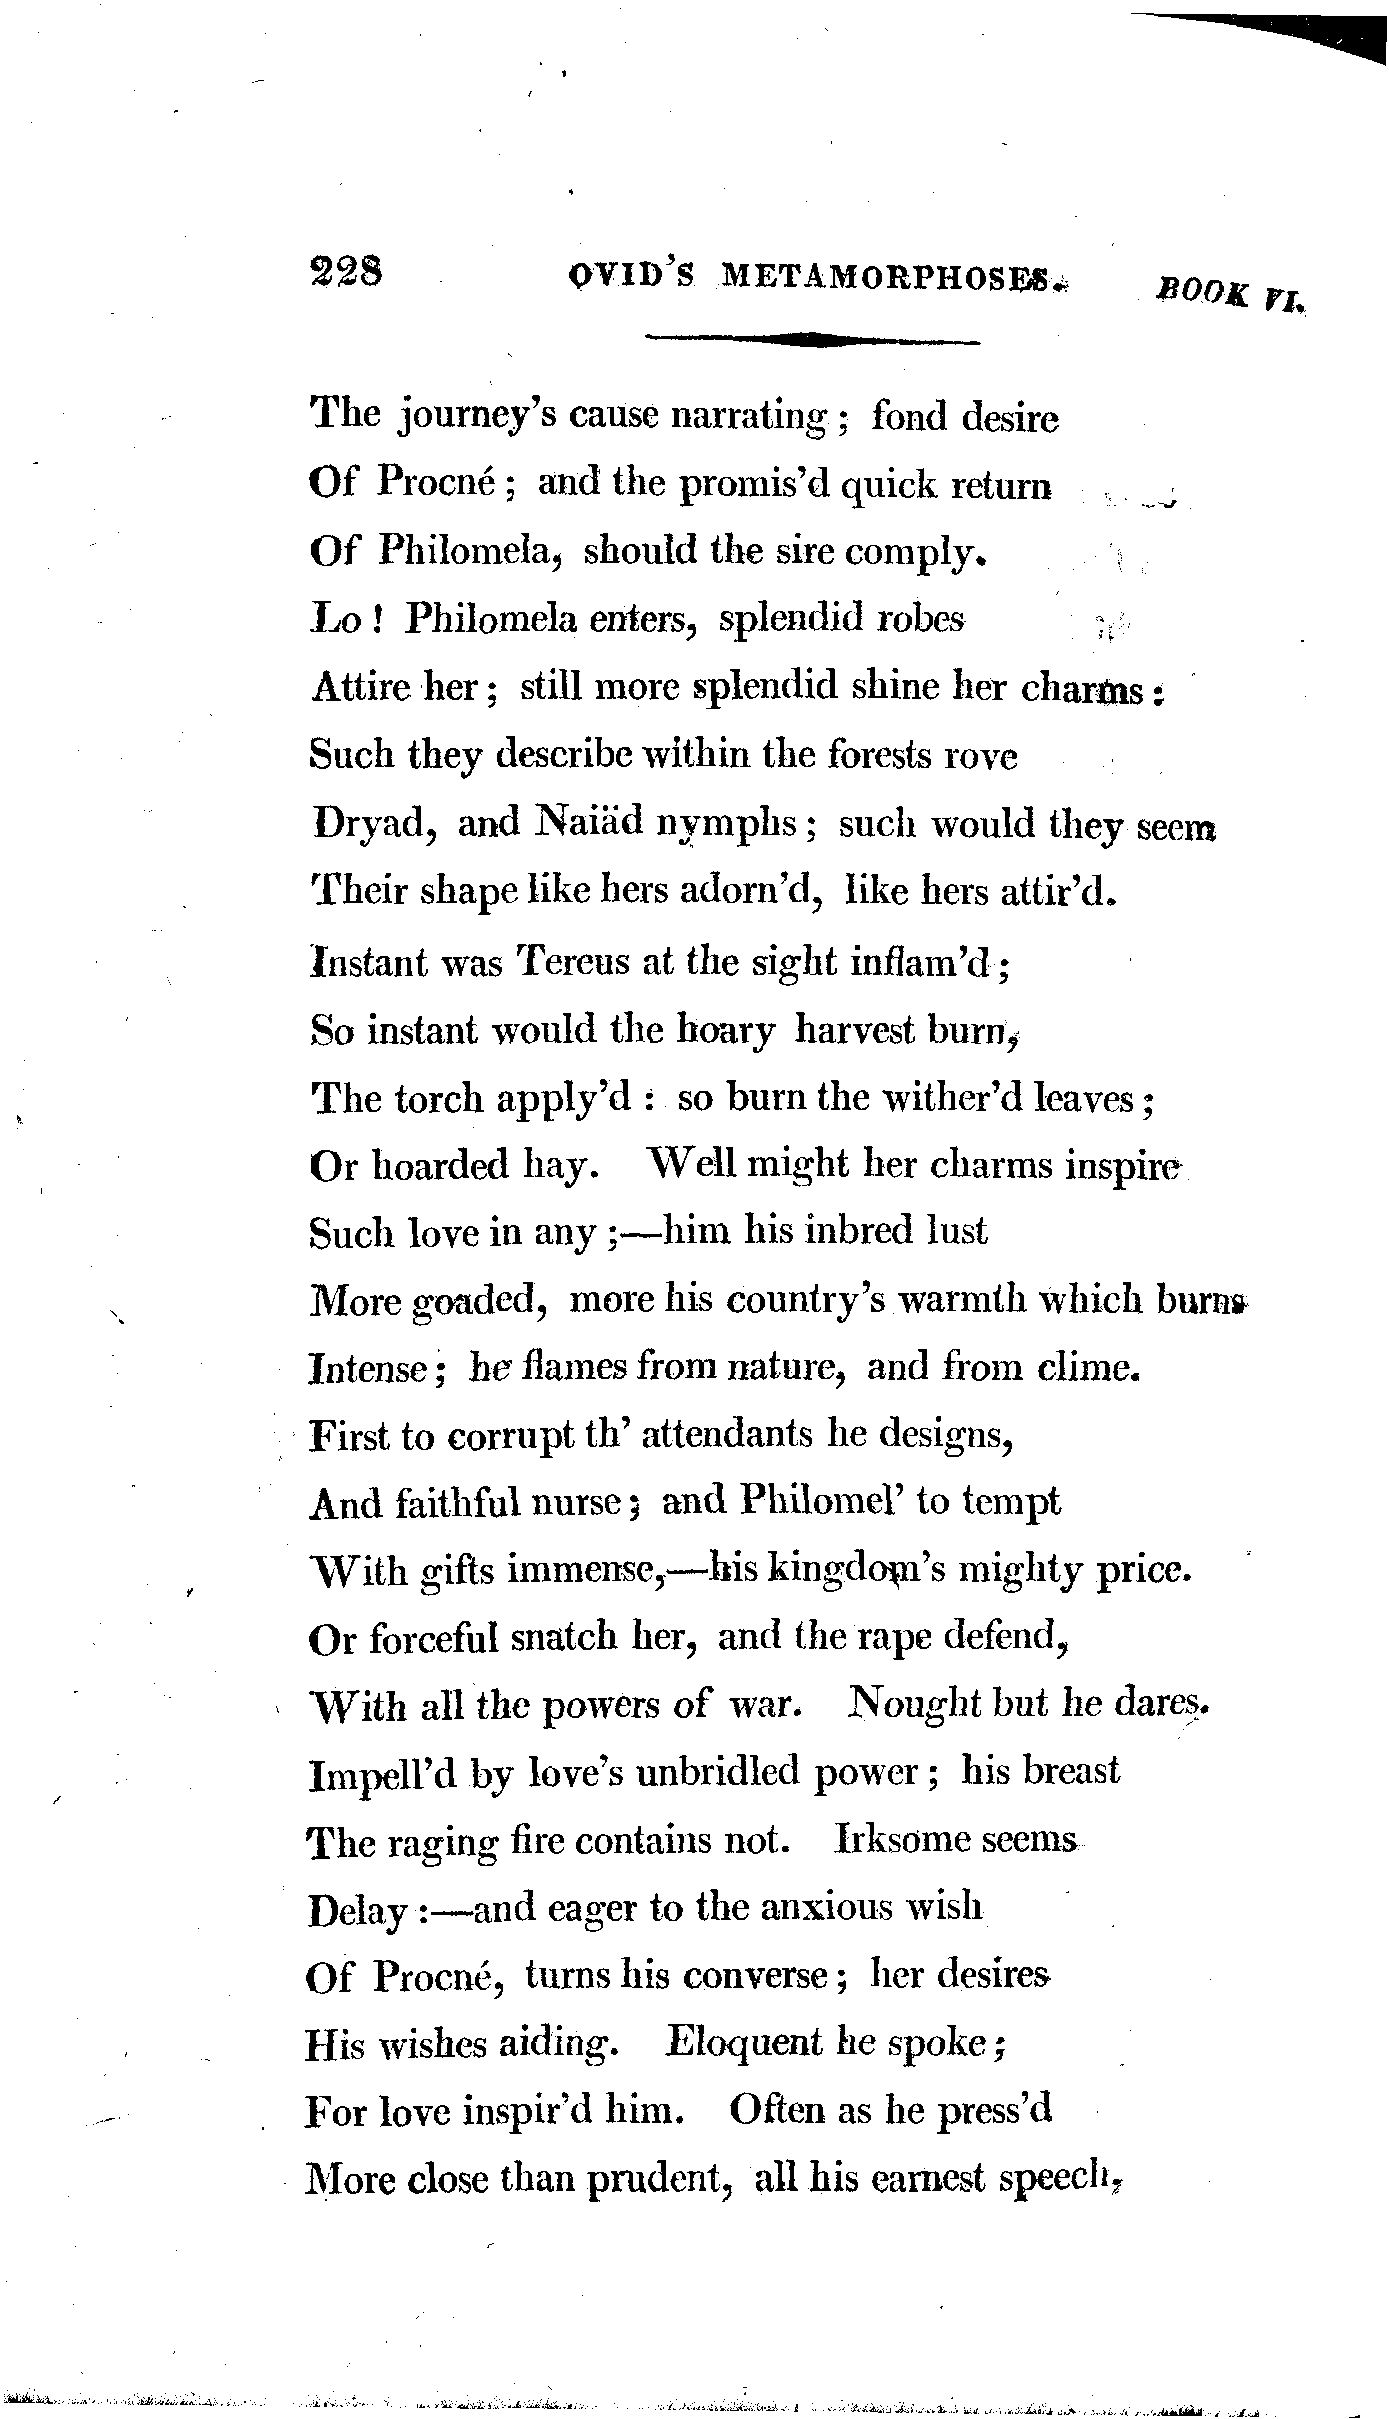 228 OVID'S METAMORPHOSES. BOOK VI.
The journey's cause narrating; fond desire
Of Procné; and the promis'd quick return
Of Philomela, should the sire comply.
Lo! Philomela enters, splendid robes
Attire her; still more splendid shine her charms:
Such they describe within the forests rove
Dryad, and Naiäd nymphs; such would they seem
Their shape like hers adorn'd, like hers attir'd.
Instant was Tereus at the sight inflam'd;
So instant would the hoary harvest burn,
The torch apply'd: so burn the wither'd leaves;
Or hoarded hay. Well might her charms inspire
Such love in any;—him his inbred lust
More goaded, more his country's warmth which burns
Intense; he flames from nature, and from clime.
First to corrupt th' attendants he designs,
And faithful nurse; and Philomel' to tempt
With gifts immense,—his kingdom's mighty price.
Or forceful snatch her, and the rape defend,
With all the powers of war. Nought but he dares.
Impell'd by love's unbridled power; his breast
The raging fire contains not. Irksome seems
Delay:—and eager to the anxious wish
Of Procné, turns his converse; her desires
His wishes aiding. Eloquent he spoke;
For love inspir'd him. Often as he press'd
More close than prudent, all his earnest speech,